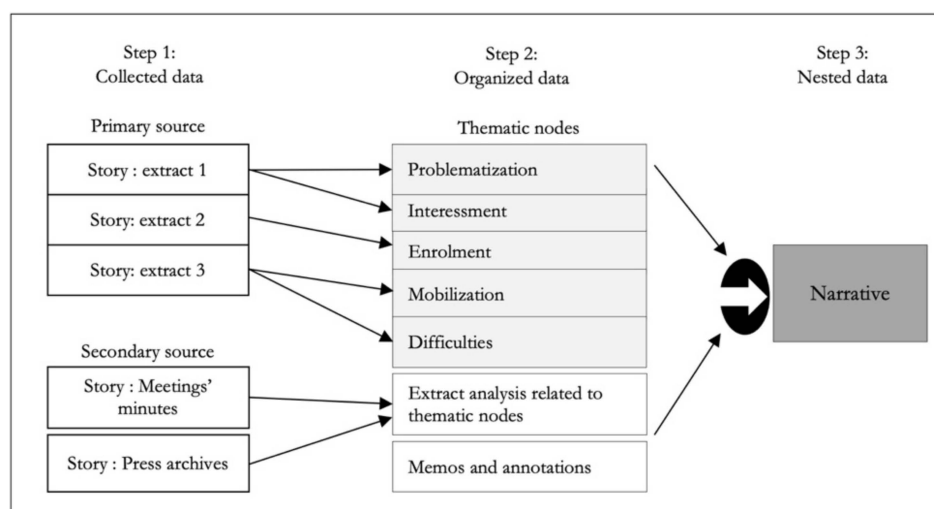 Step 1:
Collected data
Step 2:
Organized data
Step 3:
Nested data
Primary source
Thematic nodes
Story : extract 1
Story: extract 2
Story: extract 3
Problematization
Interessment
Enrolment
Mobilization
Difficulties
Narrative
Secondary source
Story : Meetings’
minutes
Story : Press archives
Extract analysis related to
thematic nodes
Memos and annotations